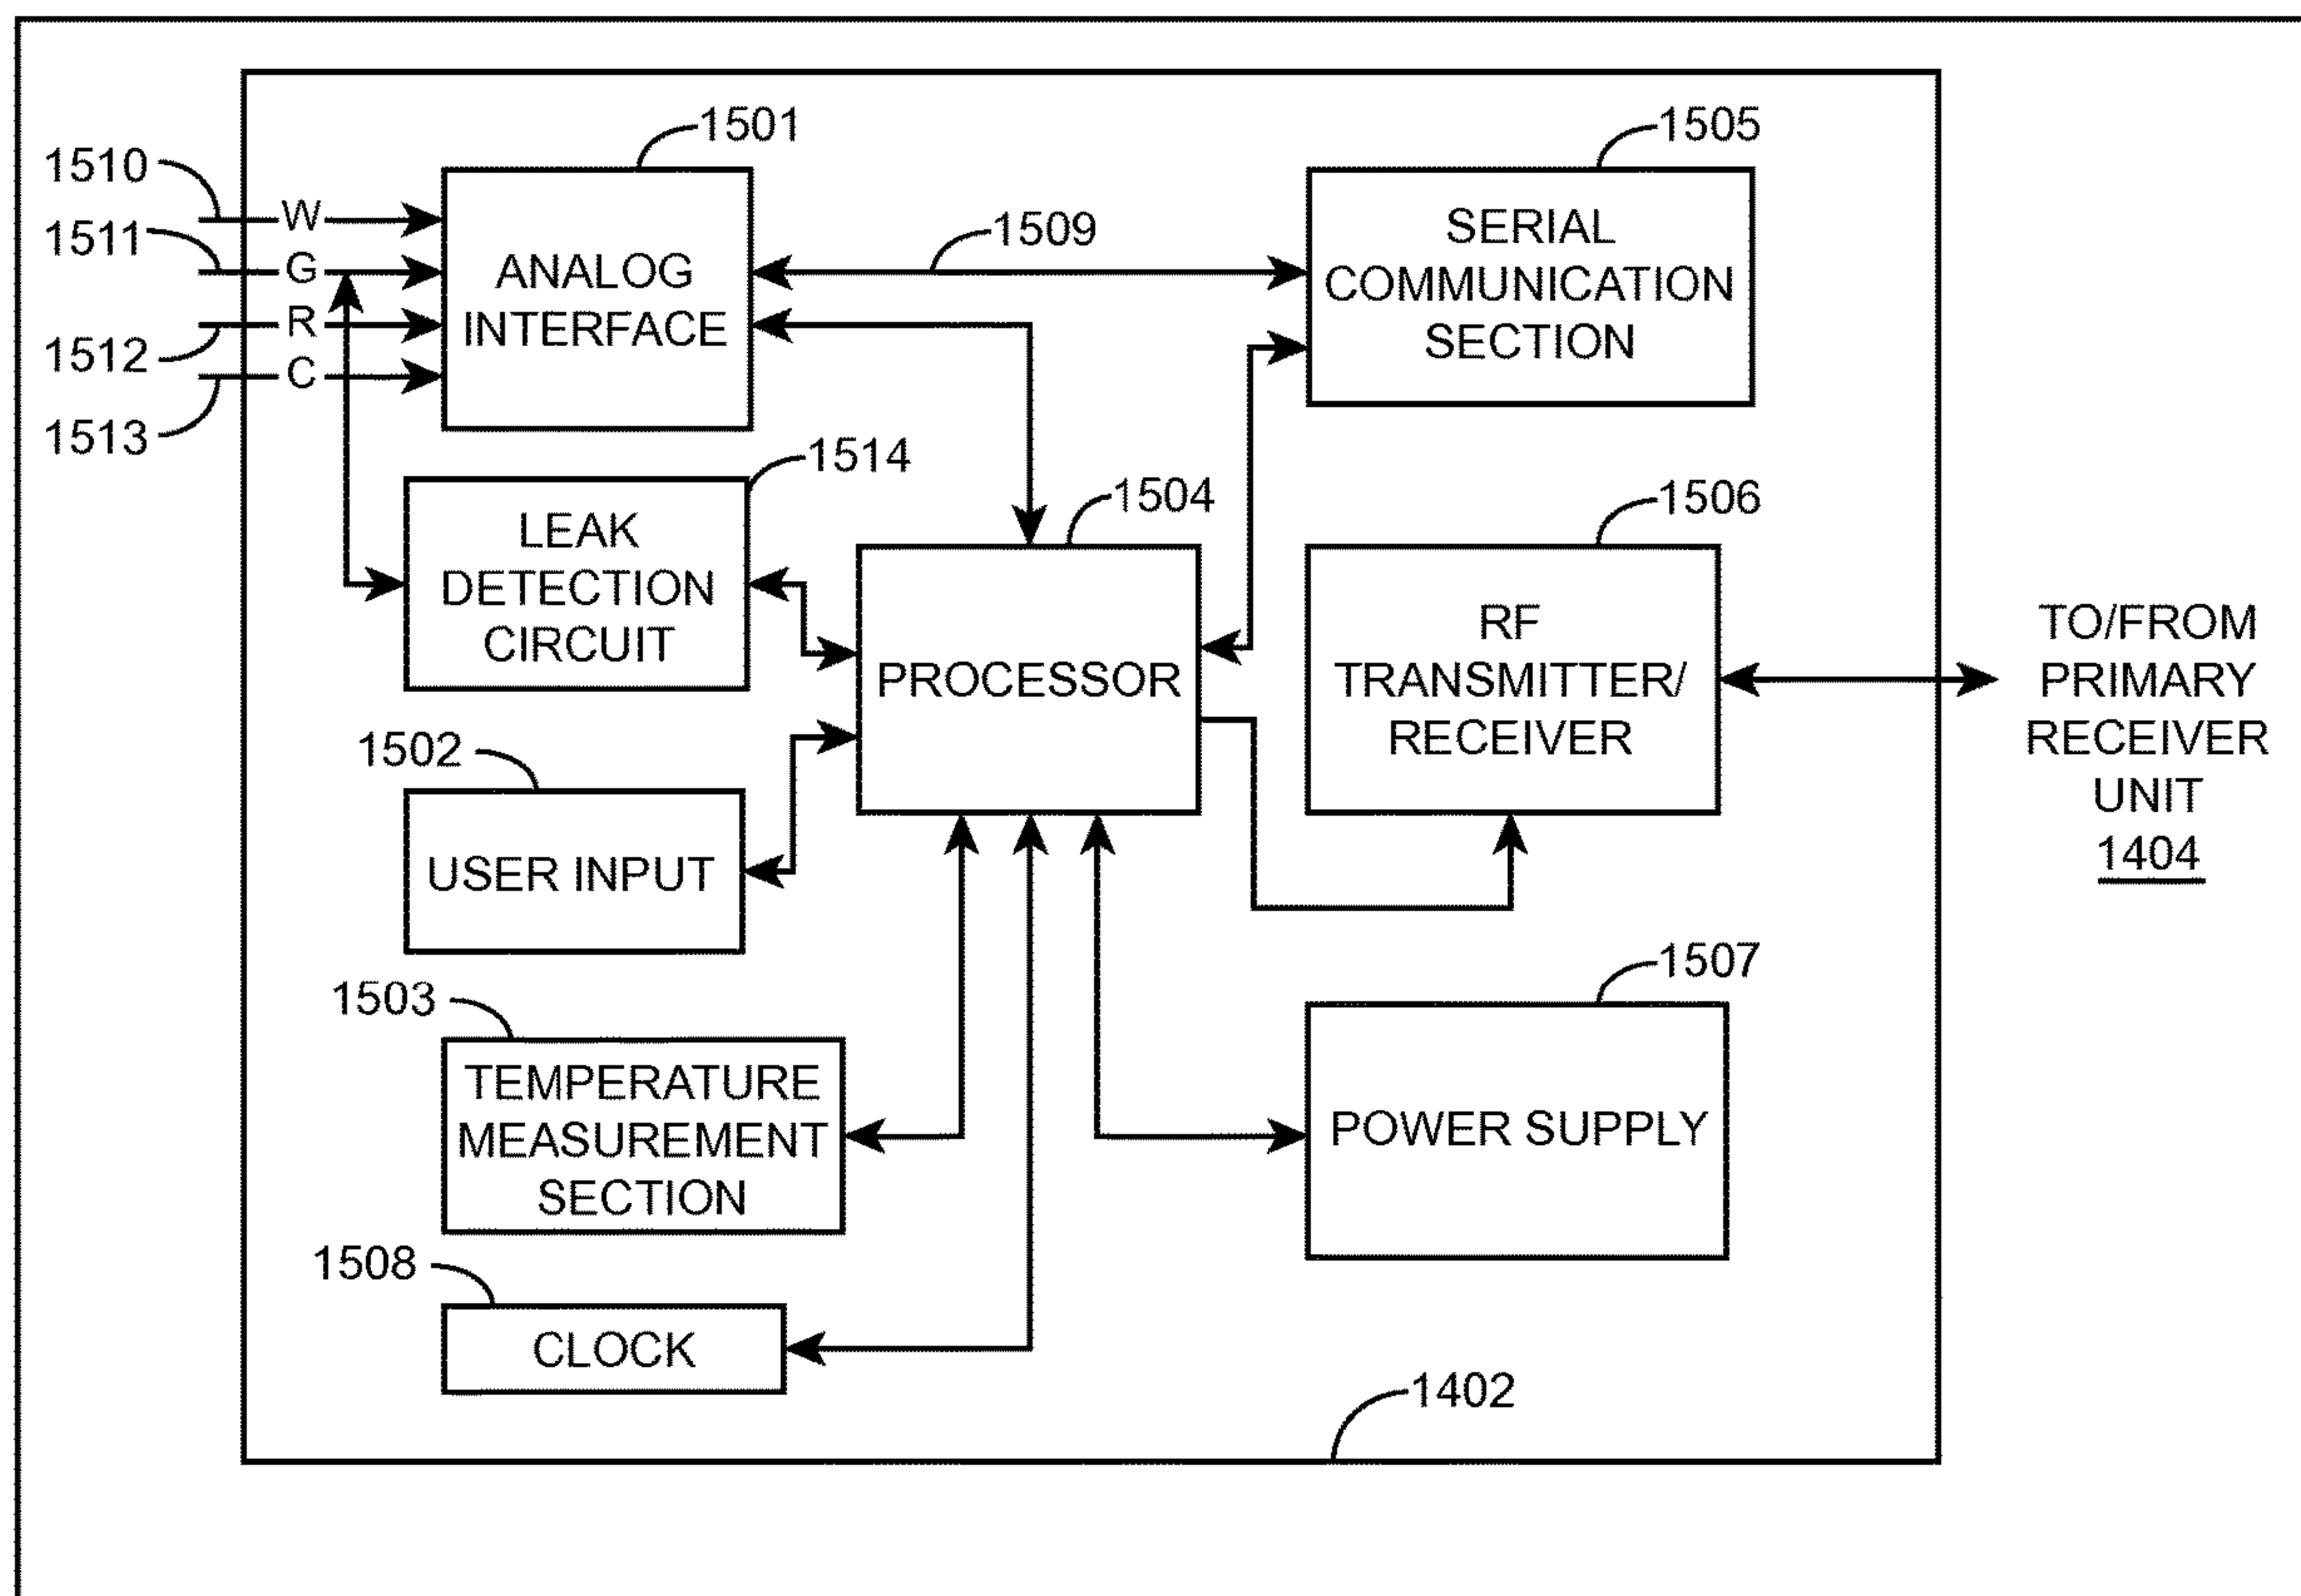 1501
1505
1510
W
1511
G
R
1512
C
1513
ANALOG
INTERFACE
1509
SERIAL
COMMUNICATION
SECTION
1514
LEAK
DETECTION
CIRCUIT
1504
PROCESSOR
1506
RF
TRANSMITTER/
RECEIVER
TO/FROM
PRIMARY
RECEIVER
UNIT
1404
1502
USER INPUT
1503
TEMPERATURE
MEASUREMENT
SECTION
1507
POWER SUPPLY
1508
CLOCK
1402